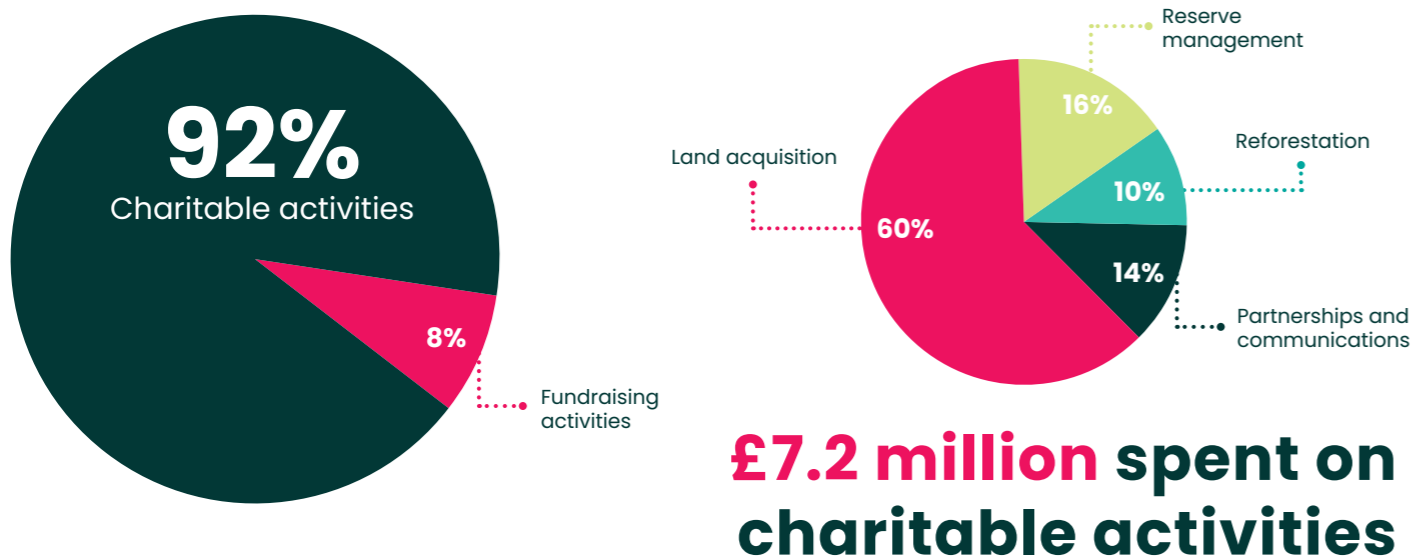 92%
Charitable activities
8%
Fundraising
activities
Reserve
management
16%
Reforestation
10%
Land acquisition
60%
14%
Partnerships and
communications
£7.2 million spent on
charitable activities